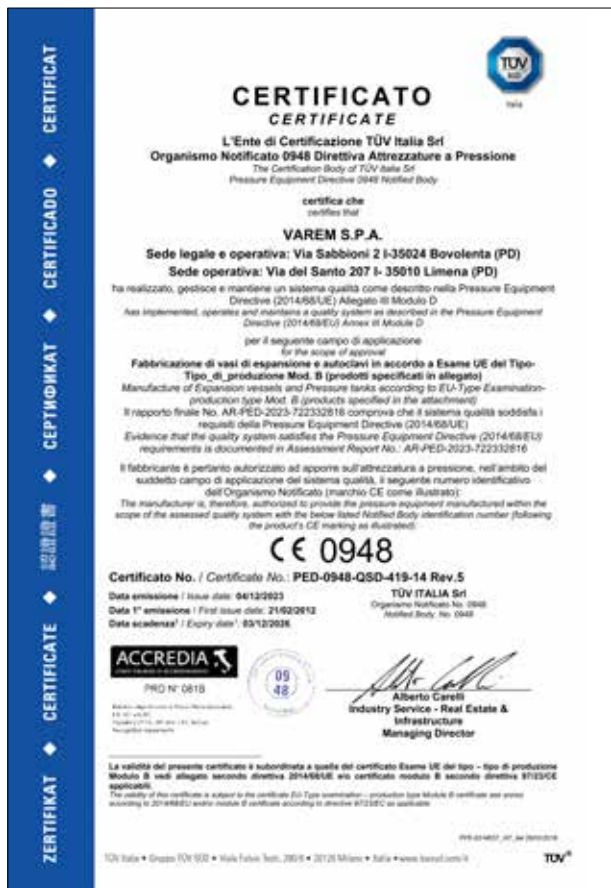 ZERTIFIKAT ◆ CERTIFICATE ◆ 認證證書 ◆ СЕРТИФИКАТ ◆ CERTIFICADO ◆ CERTIFICAT
TÜV
SÜD
Italia
CERTIFICATO
CERTIFICATE
L'Ente di Certificazione TÜV Italia Srl
Organismo Notificato 0948 Direttiva Attrezzature a Pressione
The Certification Body of TÜV Italia Srl
Pressure Equipment Directive 0948 Notified Body
certifica che
certifies that
VAREM S.P.A.
Sede legale e operativa: Via Sabbioni 2 I-35024 Bovolenta (PD)
Sede operativa: Via del Santo 207 I- 35010 Limena (PD)
ha realizzato, gestisce e mantiene un sistema qualità come descritto nella Pressure Equipment
Directive (2014/68/UE) Allegato III Modulo D
has implemented, operates and maintains a quality system as described in the Pressure Equipment
Directive (2014/68/EU) Annex III Module D
per il seguente campo di applicazione
for the scope of approval
Fabbricazione di vasi di espansione e autoclavi in accordo a Esame UE del Tipo-
Tipo_di_produzione Mod. B (prodotti specificati in allegato)
Manufacture of Expansion vessels and Pressure tanks according to EU-Type Examination-
production type Mod. B (products specified in the attachment)
Il rapporto finale No. AR-PED-2023-722332816 comprova che il sistema qualità soddisfa i
requisiti della Pressure Equipment Directive (2014/68/UE)
Evidence that the quality system satisfies the Pressure Equipment Directive (2014/68/EU)
requirements is documented in Assessment Report No.: AR-PED-2023-722332816
Il fabbricante è pertanto autorizzato ad apporre sull'attrezzatura a pressione, nell'ambito del
suddetto campo di applicazione del sistema qualità, il seguente numero identificativo
dell'Organismo Notificato (marchio CE come illustrato):
The manufacturer is, therefore, authorized to provide the pressure equipment manufactured within the
scope of the assessed quality system with the below listed Notified Body identification number (following
the product's CE marking as illustrated):
CE 0948
Certificato No. / Certificate No.: PED-0948-QSD-419-14 Rev.5
Data emissione / Issue date: 04/12/2023
Data 1° emissione / First issue date: 21/02/2012
Data scadenza¹ / Expiry date¹: 03/12/2026
TÜV ITALIA Srl
Organismo Notificato No. 0948
Notified Body, No. 0948
ACCREDIA
PRD N° 081B
09
48
Alberto Carelli
Industry Service - Real Estate &
Infrastructure
Managing Director
La validità del presente certificato è subordinata a quella del certificato Esame UE del tipo – tipo di produzione
Modulo B vedi allegato secondo direttiva 2014/68/UE e/o certificato modulo B secondo direttiva 97/23/CE
applicabili.
The validity of this certificate is subject to the certificate EU-Type examination – production type Module B certificate see annex
according to 2014/68/EU and/or module B certificate according to directive 97/23/EC as applicable
TÜV Italia • Gruppo TÜV SÜD • Viale Fulvio Testi, 280/6 • 20126 Milano • Italia • www.tuvsud.com/it
TÜV®